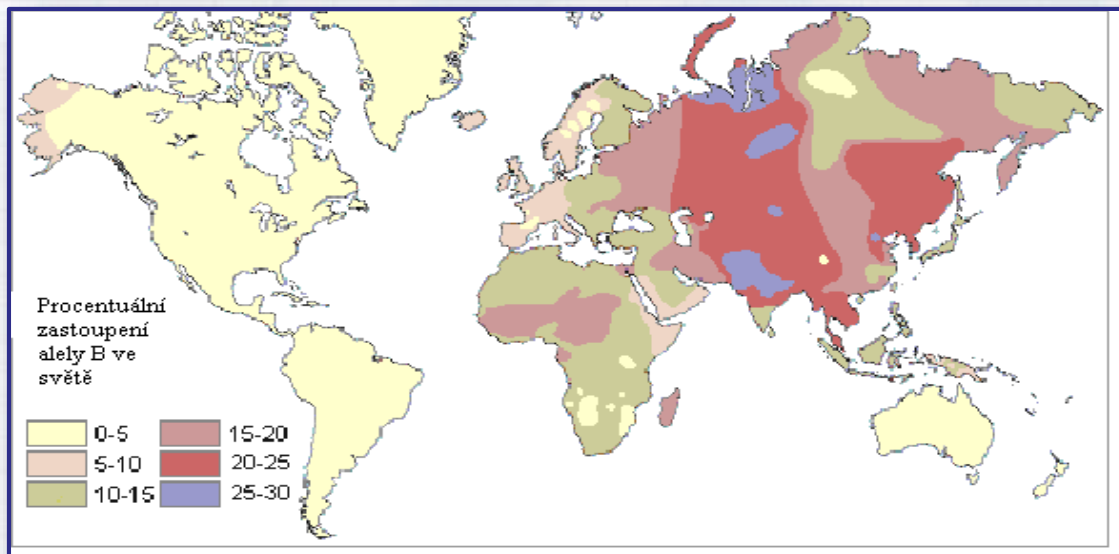 Procentuální
zastoupení
alely B ve
světě
0-5
15-20
5-10
20-25
10-15
25-30